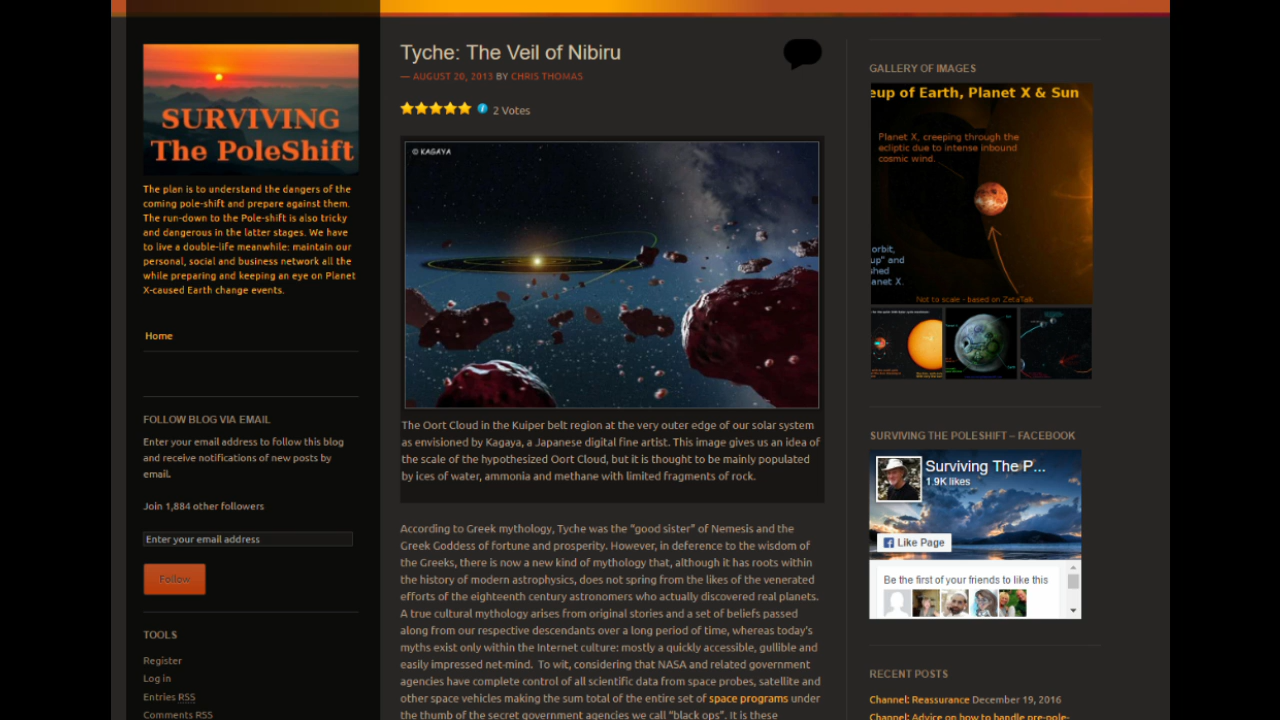 SURVIVING
The PoleShift
The plan is to understand the dangers of the
coming pole-shift and prepare against them.
The run-down to the Pole-shift is also tricky
and dangerous in the latter stages. We have
to live a double-life meanwhile: maintain our
personal, social and business network all the
while preparing and keeping an eye on Planet
X-caused Earth change events.
Home
FOLLOW BLOG VIA EMAIL
Enter your email address to follow this blog
and receive notifications of new posts by
email.
Join 1,884 other followers
Enter your email address
Follow
TOOLS
Register
Log in
Entries RSS
Comments RSS
Tyche: The Veil of Nibiru
— AUGUST 20, 2013 BY CHRIS THOMAS
2 Votes
© KAGAYA
The Oort Cloud in the Kuiper belt region at the very outer edge of our solar system
as envisioned by Kagaya, a Japanese digital fine artist. This image gives us an idea of
the scale of the hypothesized Oort Cloud, but it is thought to be mainly populated
by ices of water, ammonia and methane with limited fragments of rock.
According to Greek mythology, Tyche was the "good sister" of Nemesis and the
Greek Goddess of fortune and prosperity. However, in deference to the wisdom of
the Greeks, there is now a new kind of mythology that, although it has roots within
the history of modern astrophysics, does not spring from the likes of the venerated
efforts of the eighteenth century astronomers who actually discovered real planets.
A true cultural mythology arises from original stories and a set of beliefs passed
along from our respective descendants over a long period of time, whereas today's
myths exist only within the Internet culture: mostly a quickly accessible, gullible and
easily impressed net-mind. To wit, considering that NASA and related government
agencies have complete control of all scientific data from space probes, satellite and
other space vehicles making the sum total of the entire set of space programs under
the thumb of the secret government agencies we call "black ops". It is these
GALLERY OF IMAGES
eup of Earth, Planet X & Sun
Planet X, creeping through the
ecliptic due to intense inbound
cosmic wind.
orbit,
up" and
hed
anet X.
Not to scale - based on ZetaTalk
SURVIVING THE POLESHIFT – FACEBOOK
Surviving The P...
1.9K likes
Like Page
Be the first of your friends to like this
RECENT POSTS
Channel: Reassurance December 19, 2016
Channel: Advice on how to handle pre-pole-